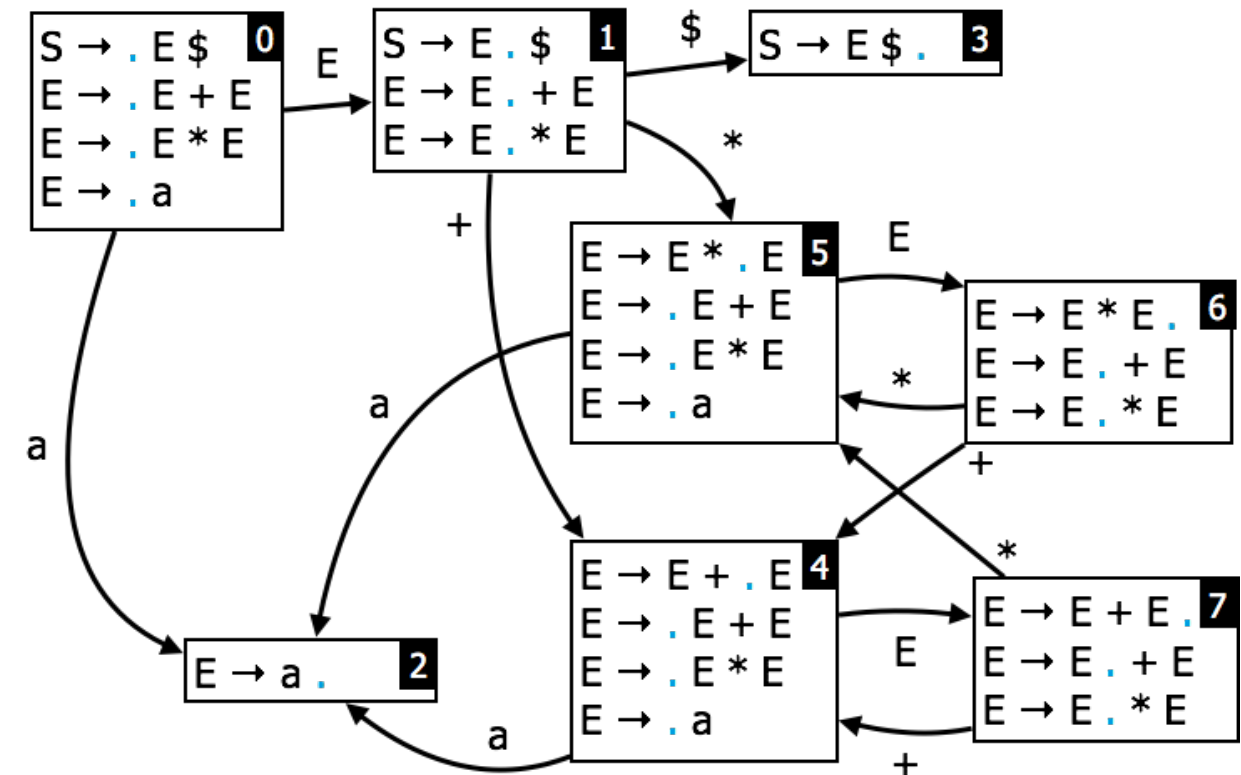 S → . E $ 0
E → . E + E
E → . E * E
E → . a
E
S → E . $ 1
E → E . + E
E → E . * E
$
S → E $ . 3
*
+
E → E * . E 5
E → . E + E
E → . E * E
E → . a
E
E → E * E . 6
E → E . + E
E → E . * E
*
+
a
a
E → a . 2
a
E → E + . E 4
E → . E + E
E → . E * E
E → . a
E
*
E → E + E . 7
E → E . + E
E → E . * E
+